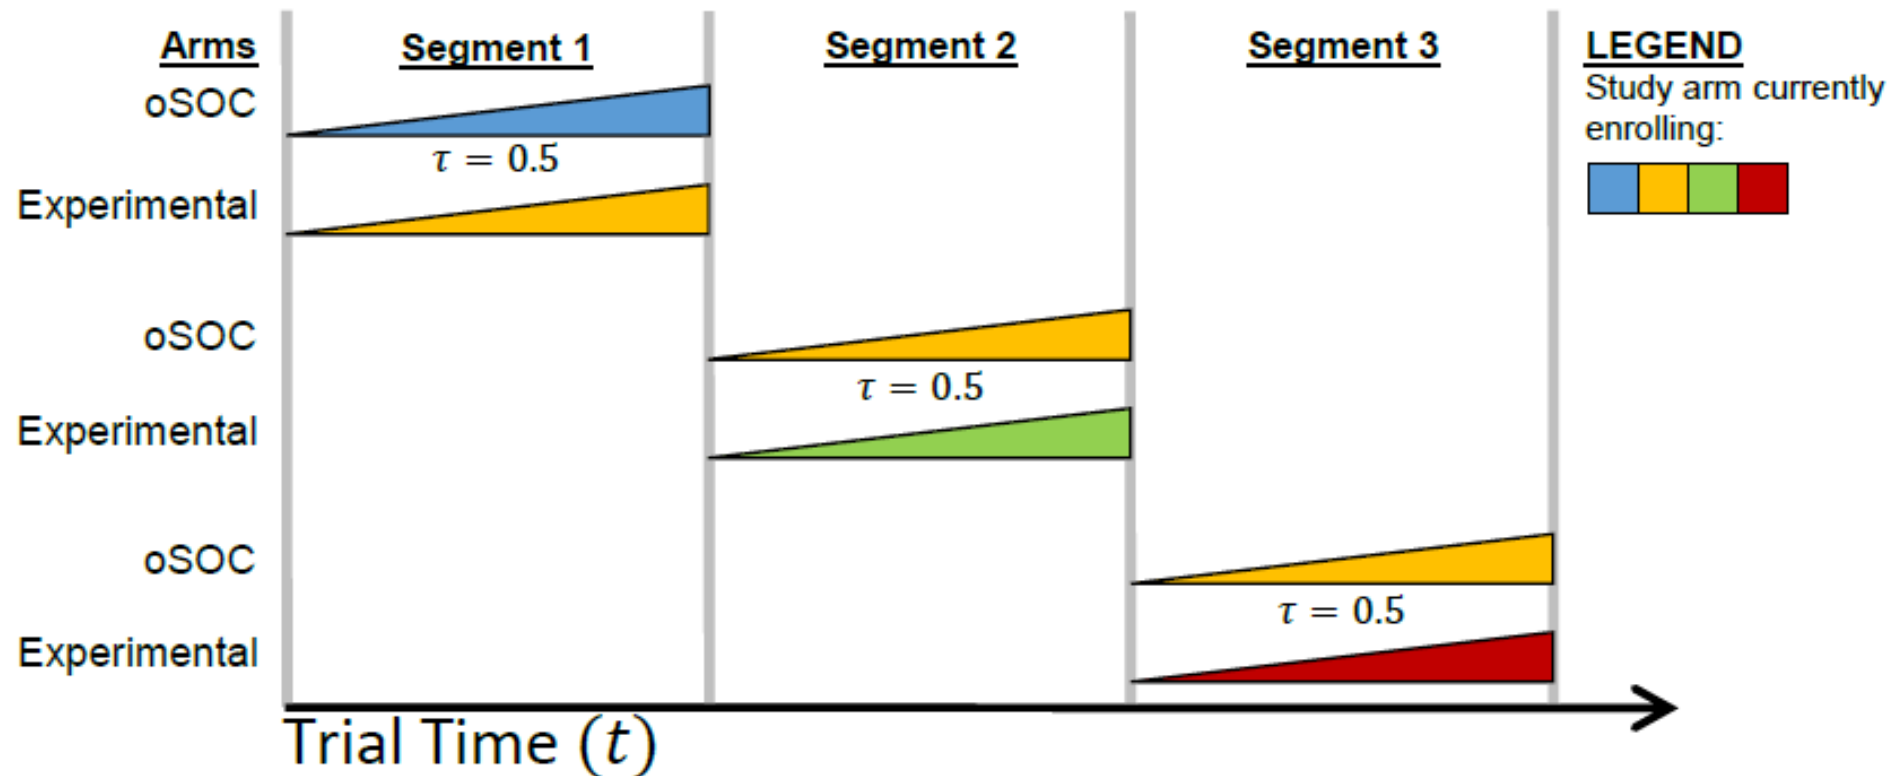 Arms
Segment 1
Segment 2
Segment 3
LEGEND
Study arm currently
enrolling:
oSOC
τ = 0.5
Experimental
oSOC
τ = 0.5
Experimental
oSOC
τ = 0.5
Experimental
Trial Time (t)